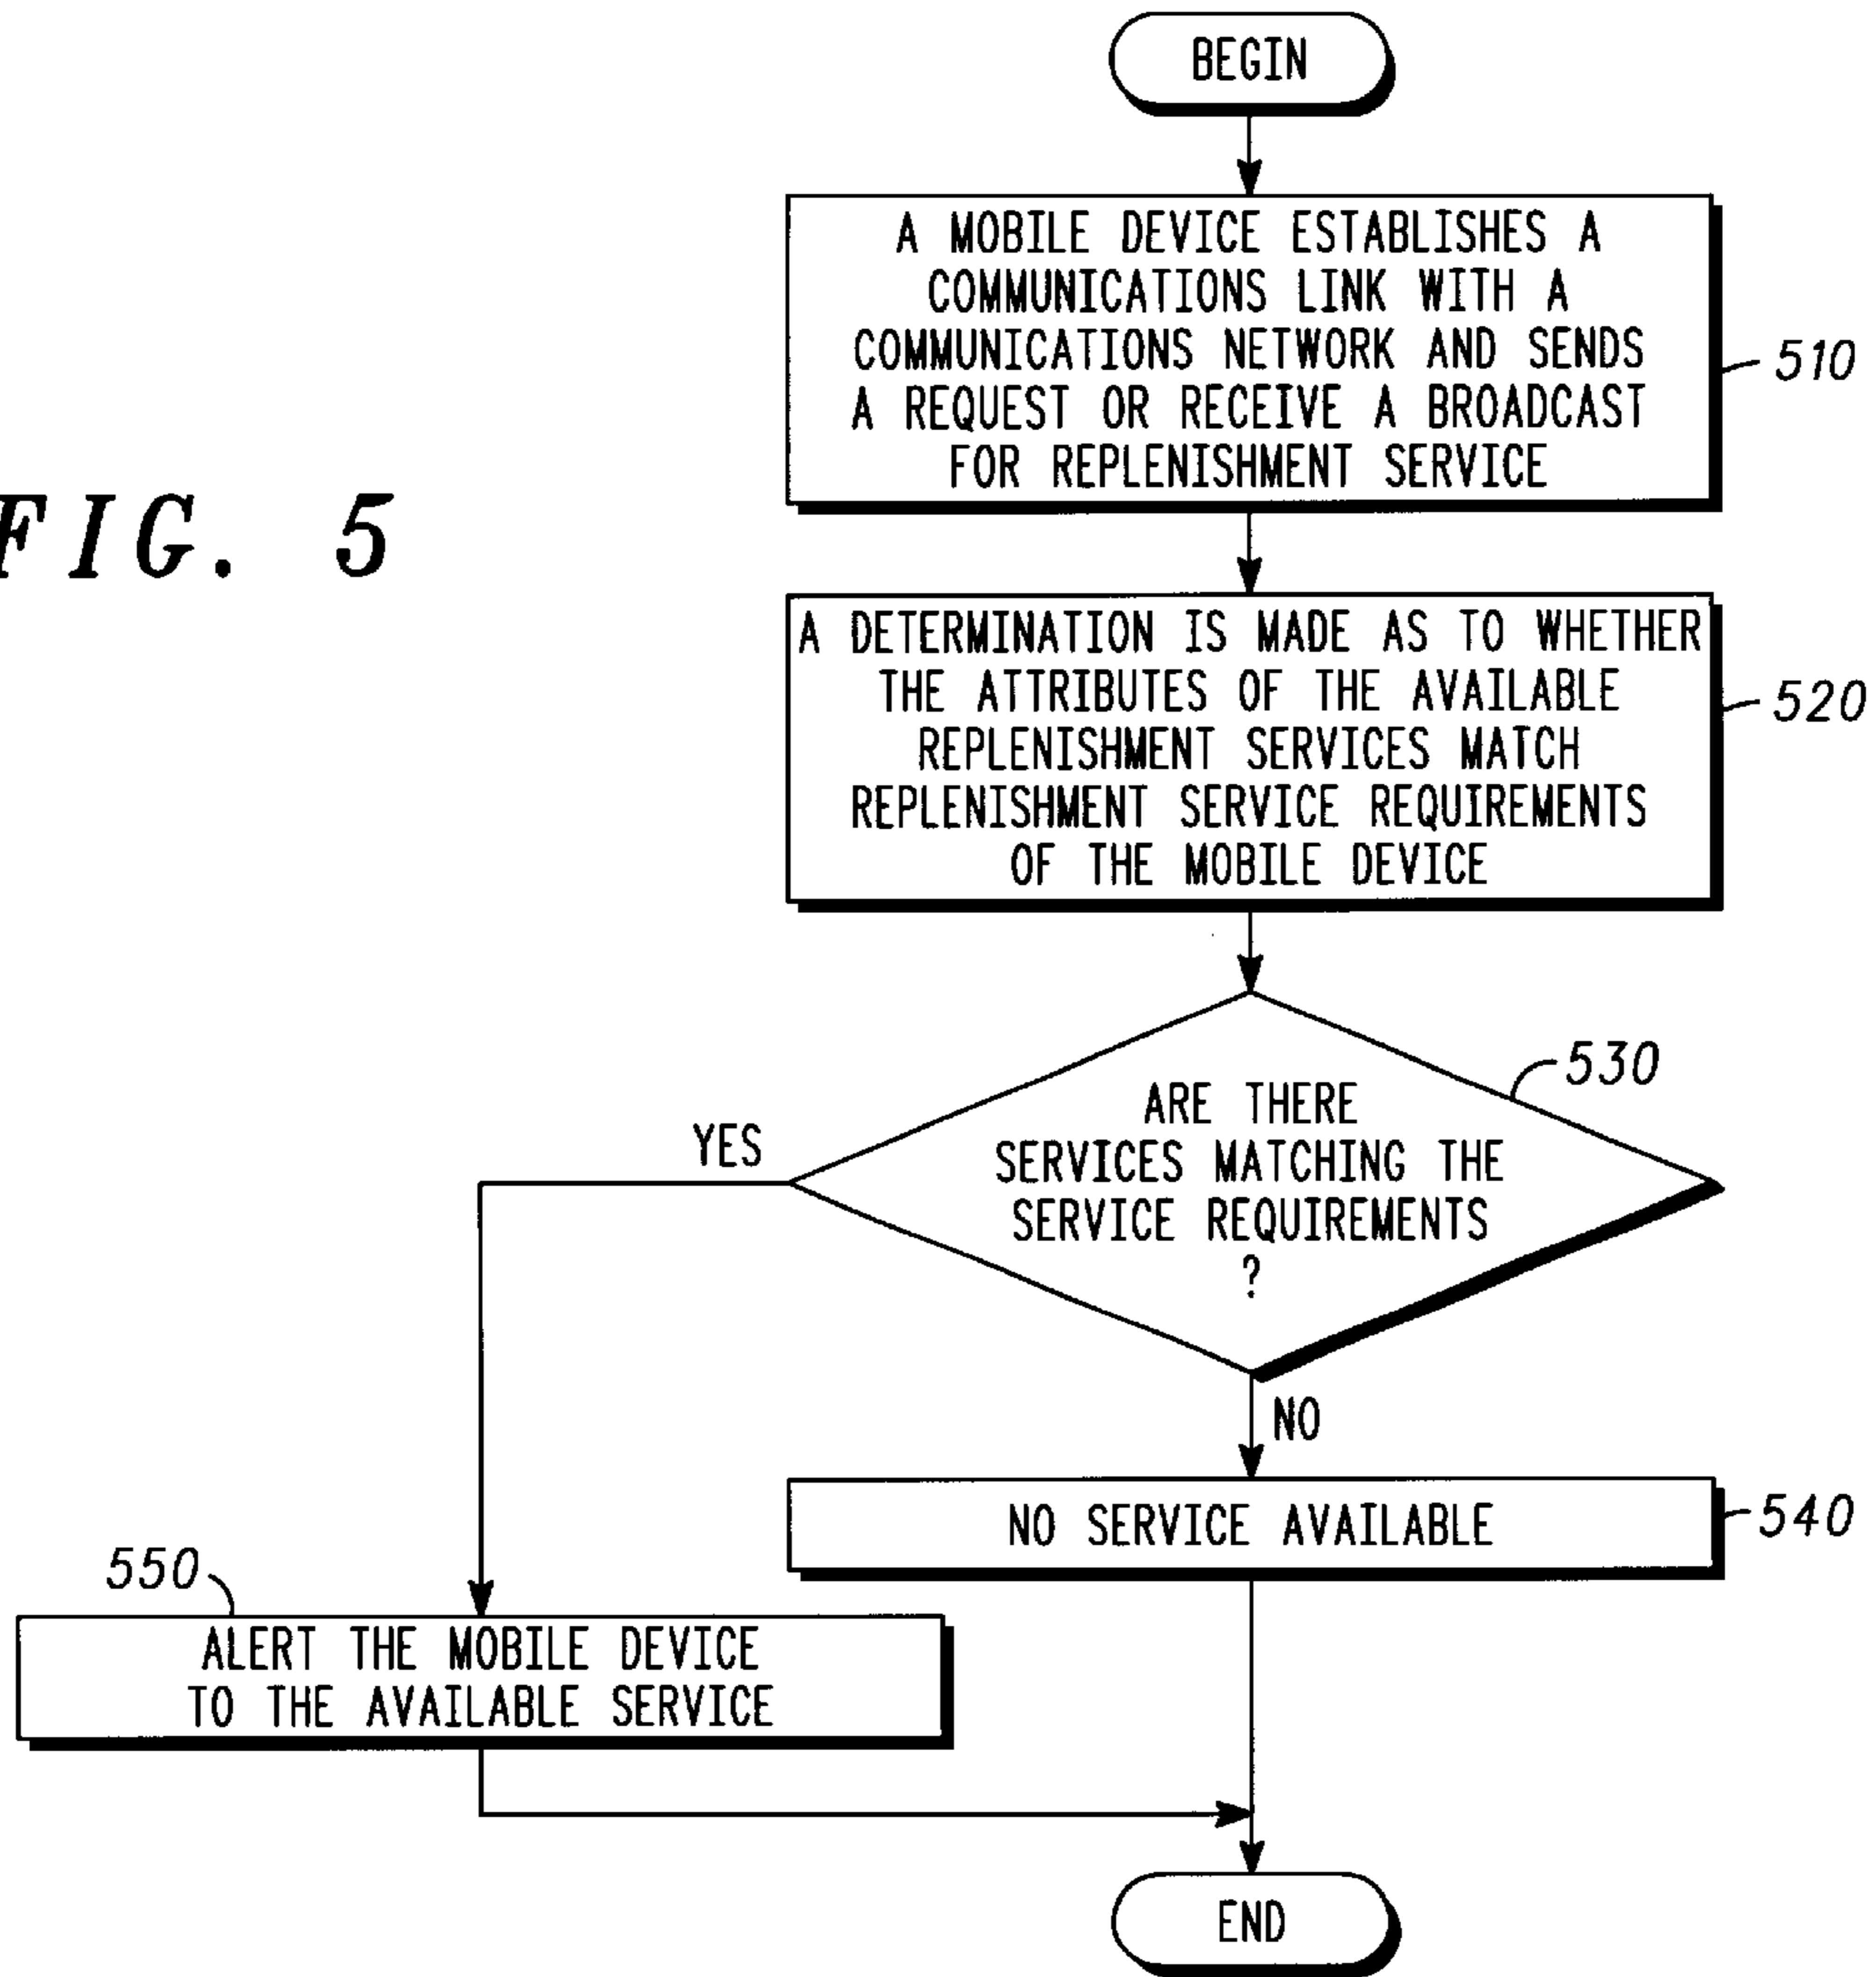 BEGIN
A MOBILE DEVICE ESTABLISHES A
COMMUNICATIONS LINK WITH A
COMMUNICATIONS NETWORK AND SENDS
A REQUEST OR RECEIVE A BROADCAST
FOR REPLENISHMENT SERVICE
510
FIG. 5
A DETERMINATION IS MADE AS TO WHETHER
THE ATTRIBUTES OF THE AVAILABLE
REPLENISHMENT SERVICES MATCH
REPLENISHMENT SERVICE REQUIREMENTS
OF THE MOBILE DEVICE
520
530
ARE THERE
SERVICES MATCHING THE
SERVICE REQUIREMENTS
?
YES
NO
NO SERVICE AVAILABLE
540
550
ALERT THE MOBILE DEVICE
TO THE AVAILABLE SERVICE
END